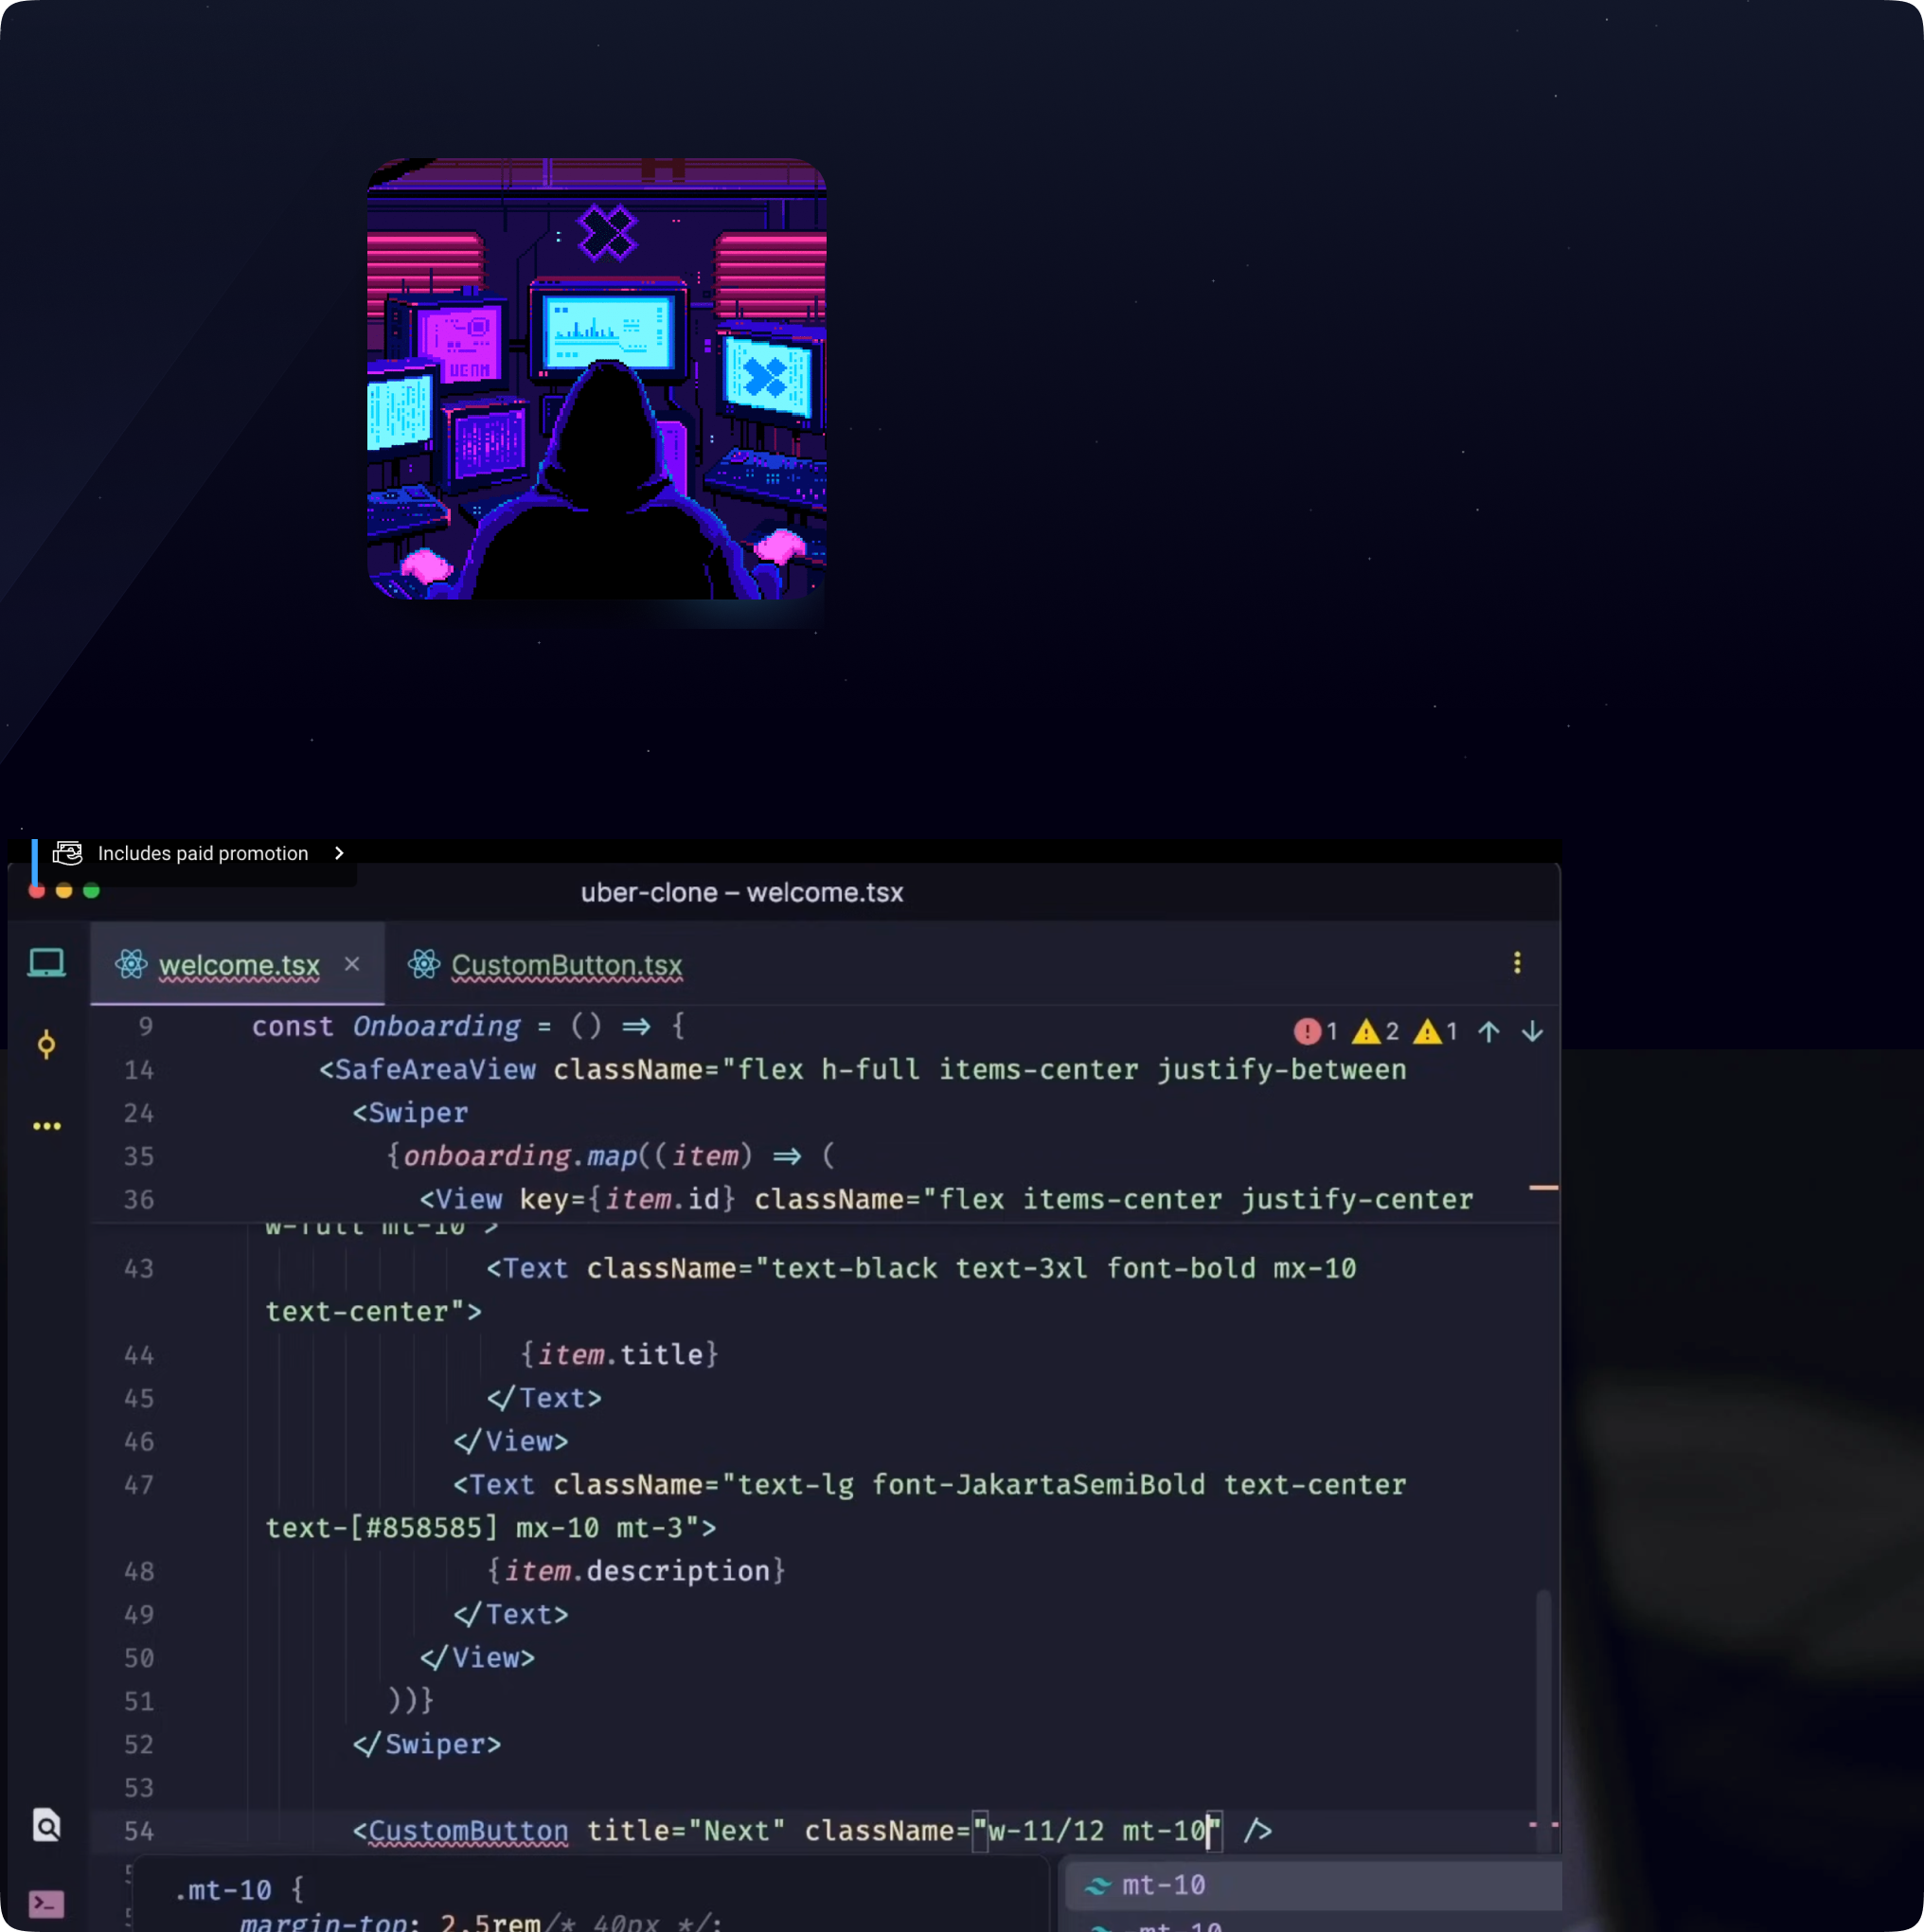 Includes paid promotion
uber-clone – welcome.tsx
welcome.tsx
CustomButton.tsx
9 const Onboarding = () => {
1 2 1
14 <SafeAreaView className="flex h-full items-center justify-between
24 <Swiper
35 {onboarding.map((item) => (
36 <View key={item.id} className="flex items-center justify-center
w-full mt-10">
43 <Text className="text-black text-3xl font-bold mx-10
text-center">
44 {item.title}
45 </Text>
46 </View>
47 <Text className="text-lg font-JakartaSemiBold text-center
text-[#858585] mx-10 mt-3">
48 {item.description}
49 </Text>
50 </View>
51 ))}
52 </Swiper>
53
54 <CustomButton title="Next" className="w-11/12 mt-10" />
.mt-10 {
margin-top: 2.5rem/* 40px */;
mt-10
-mt-10